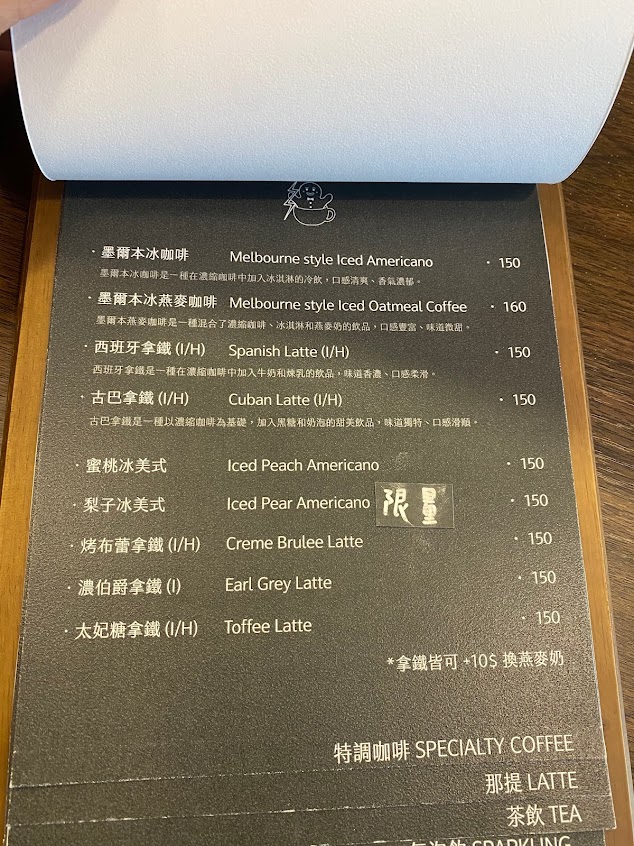 · 墨爾本冰咖啡 Melbourne style Iced Americano · 150
墨爾本冰咖啡是一種在濃縮咖啡中加入冰淇淋的冷飲，口感清爽、香氣濃郁。
· 墨爾本冰燕麥咖啡 Melbourne style Iced Oatmeal Coffee · 160
墨爾本燕麥咖啡是一種混合了濃縮咖啡、冰淇淋和燕麥奶的飲品，口感豐富、味道微甜。
· 西班牙拿鐵 (I/H) Spanish Latte (I/H) · 150
西班牙拿鐵是一種在濃縮咖啡中加入牛奶和煉乳的飲品，味道香濃、口感柔滑。
· 古巴拿鐵 (I/H) Cuban Latte (I/H) · 150
古巴拿鐵是一種以濃縮咖啡為基礎，加入黑糖和奶泡的甜美飲品，味道獨特、口感滑順。
· 蜜桃冰美式 Iced Peach Americano · 150
· 梨子冰美式 Iced Pear Americano 限量 · 150
· 烤布蕾拿鐵 (I/H) Creme Brulee Latte · 150
· 濃伯爵拿鐵 (I) Earl Grey Latte · 150
· 太妃糖拿鐵 (I/H) Toffee Latte · 150
*拿鐵皆可 +10$ 換燕麥奶
特調咖啡 SPECIALTY COFFEE
那提 LATTE
茶飲 TEA
氣泡飲 SPARKLING